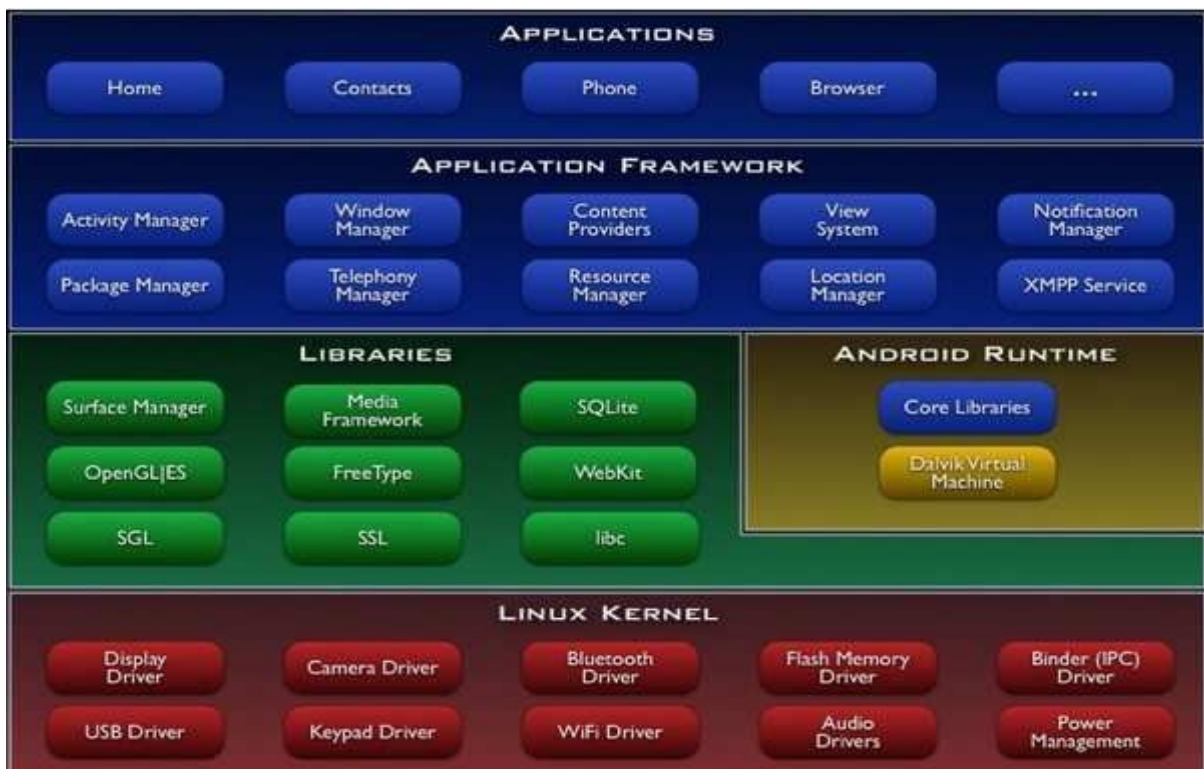 APPLICATIONS
Home
Contacts
Phone
Browser
...
APPLICATION FRAMEWORK
Activity Manager
Window
Manager
Content
Providers
View
System
Notification
Manager
Package Manager
Telephony
Manager
Resource
Manager
Location
Manager
XMPP Service
LIBRARIES
Surface Manager
Media
Framework
SQLite
OpenGL|ES
FreeType
WebKit
SGL
SSL
libc
ANDROID RUNTIME
Core Libraries
Dalvik Virtual
Machine
LINUX KERNEL
Display
Driver
Camera Driver
Bluetooth
Driver
Flash Memory
Driver
Binder (IPC)
Driver
USB Driver
Keypad Driver
WiFi Driver
Audio
Drivers
Power
Management